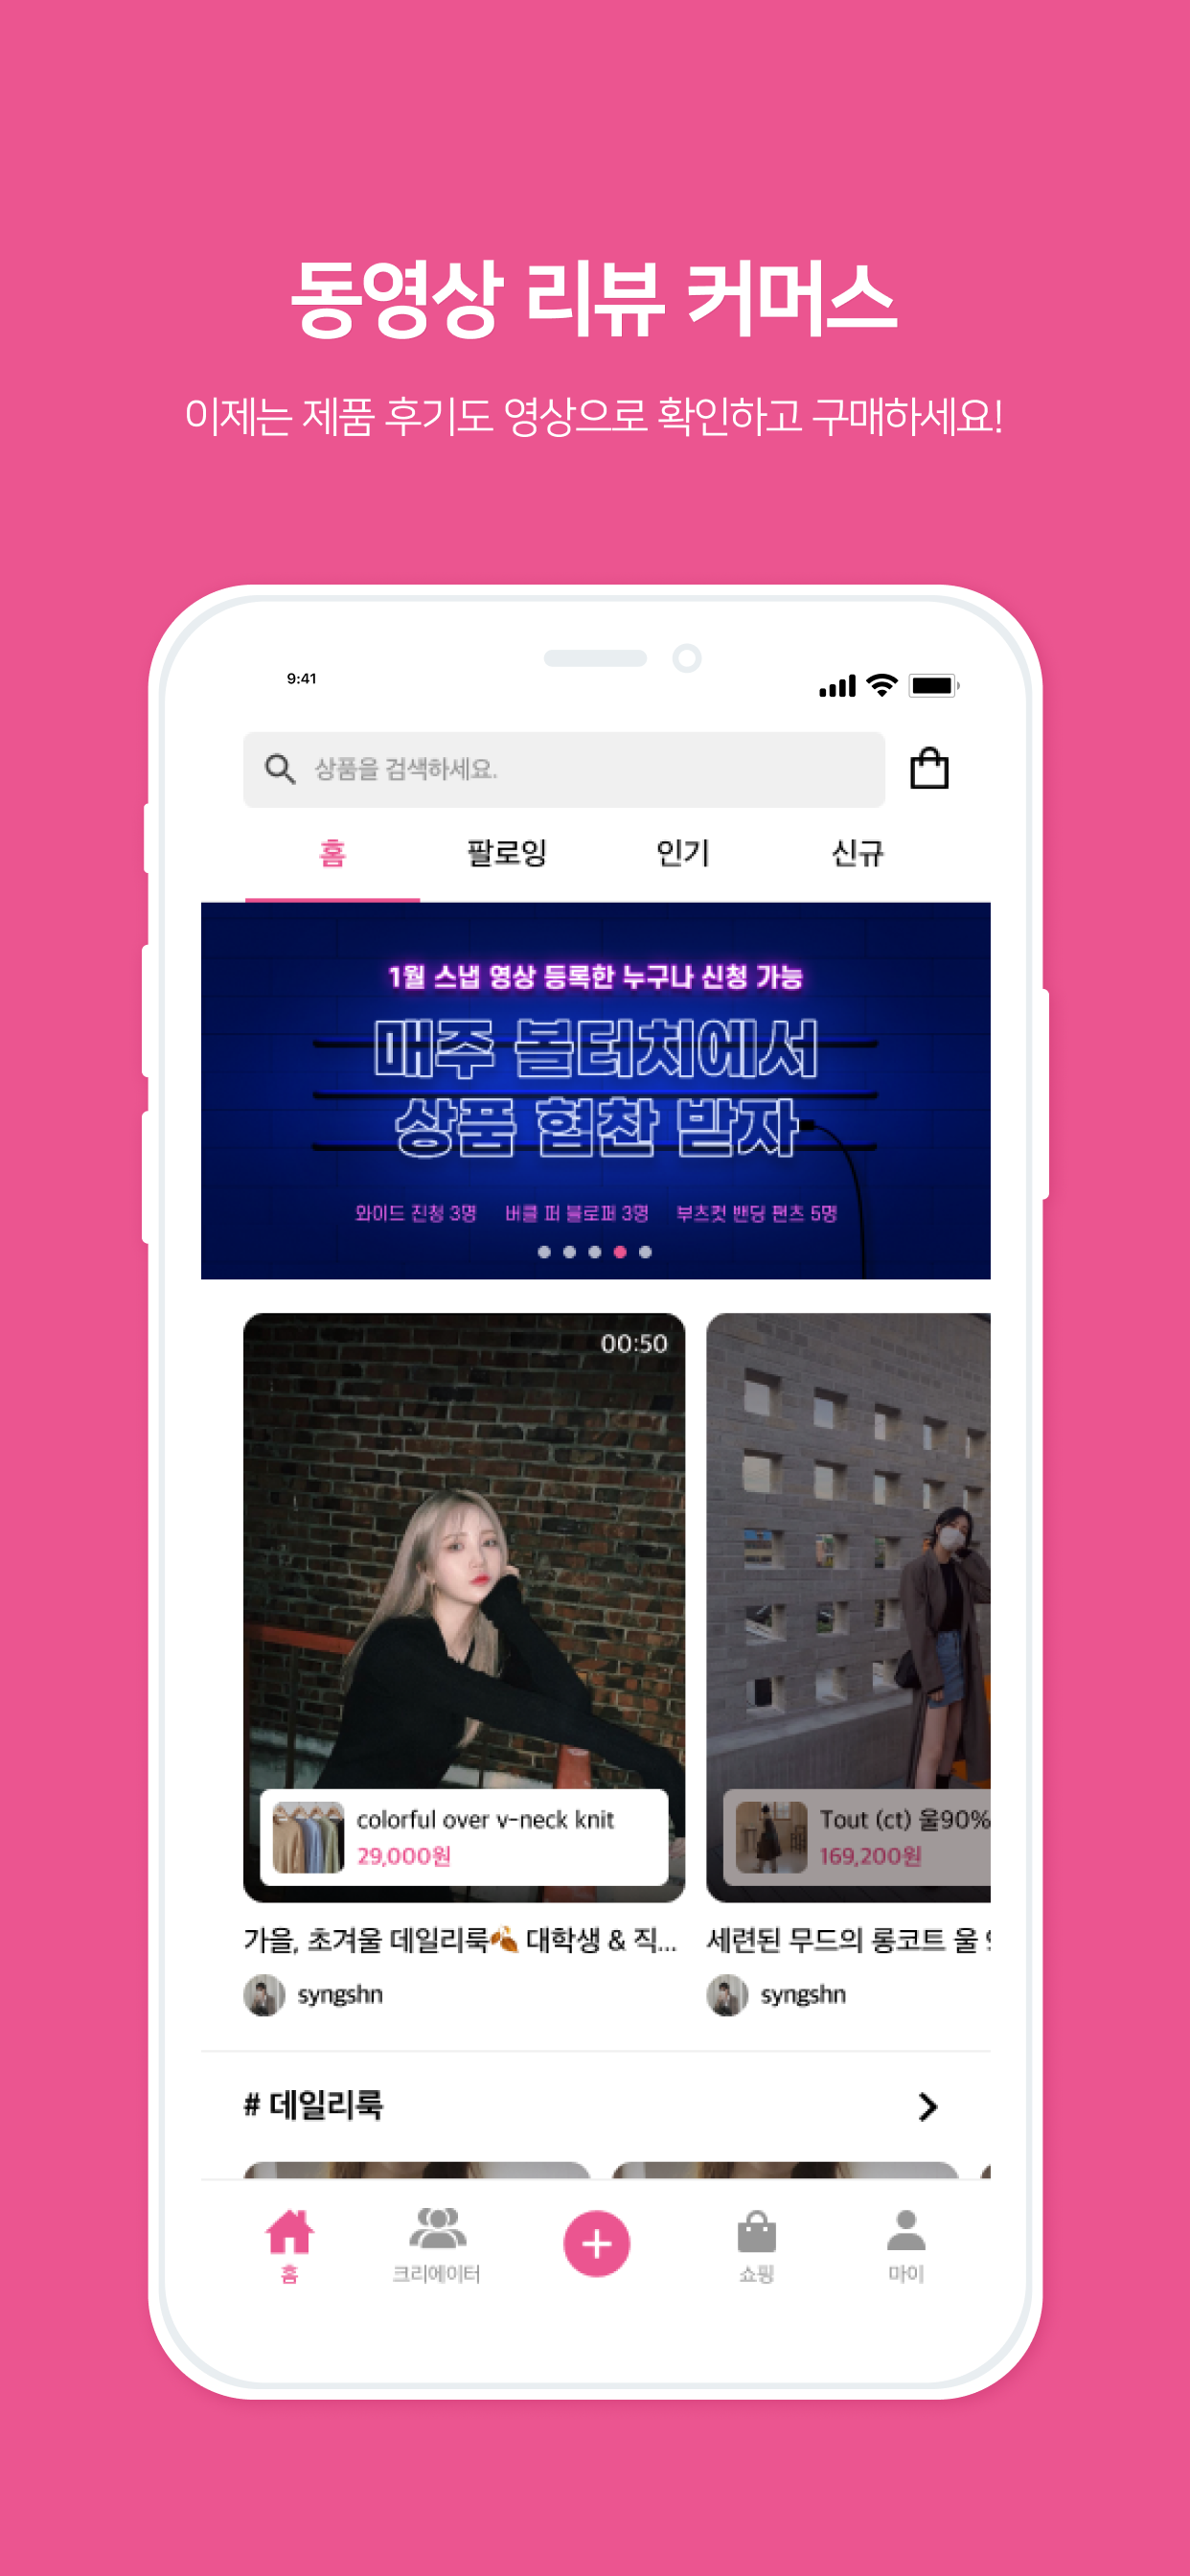 동영상 리뷰 커머스
이제는 제품 후기도 영상으로 확인하고 구매하세요!
9:41
상품을 검색하세요.
홈 팔로잉 인기 신규
1월 스냅 영상 등록한 누구나 신청 가능
매주 볼터치에서
상품 협찬 받자
와이드 진청 3명 버클 퍼 블로퍼 3명 부츠컷 밴딩 팬츠 5명
00:50
colorful over v-neck knit
29,000원
Tout (ct) 울90%
169,200원
가을, 초겨울 데일리룩🍂 대학생 & 직...
세련된 무드의 롱코트 울
syngshn
syngshn
# 데일리룩
홈 크리에이터 쇼핑 마이